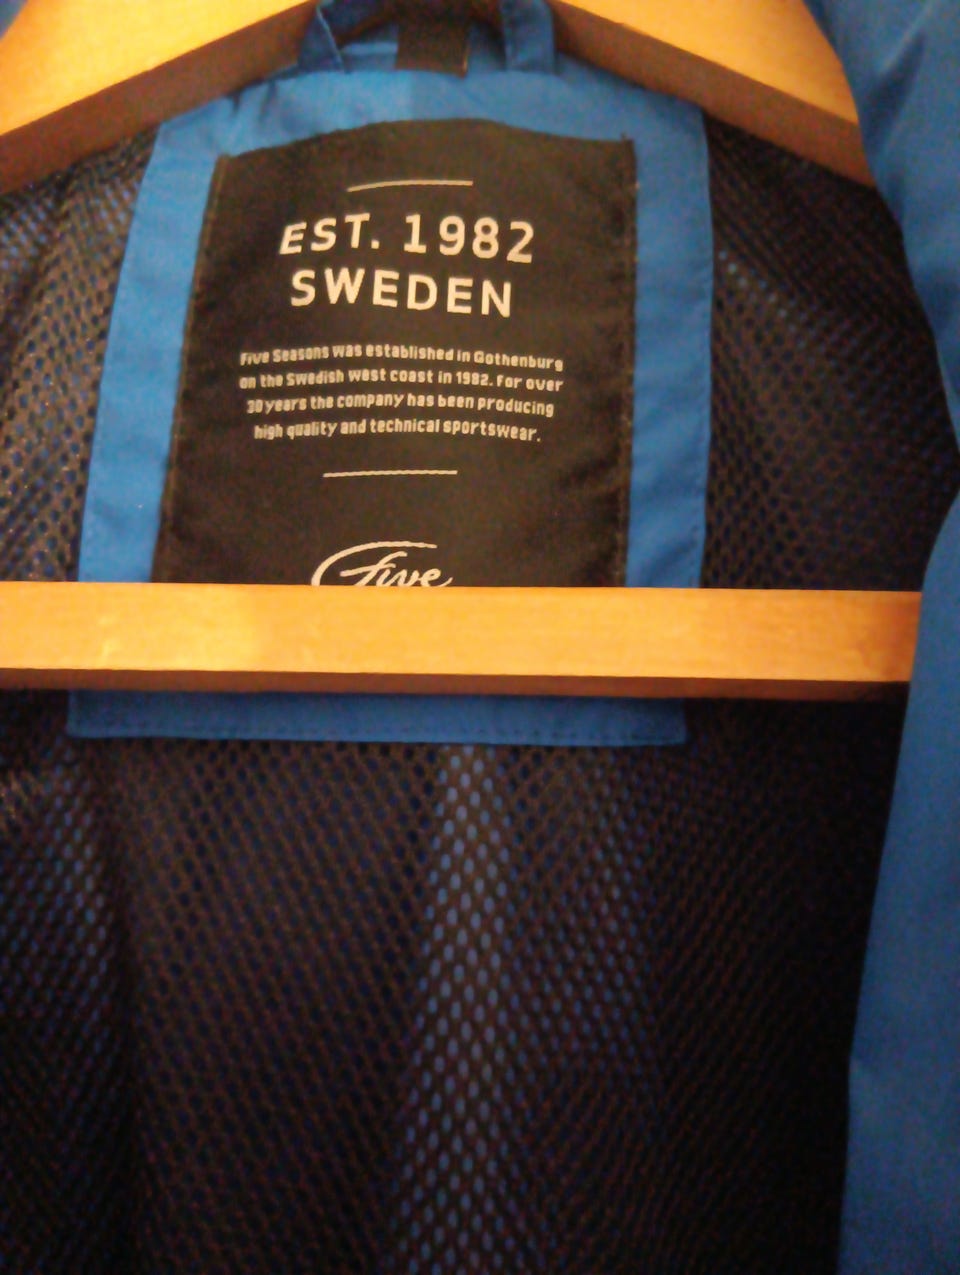 EST. 1982
SWEDEN
Five Seasons was established in Gothenburg
on the Swedish west coast in 1982. For over
30 years the company has been producing
high quality and technical sportswear.
Five